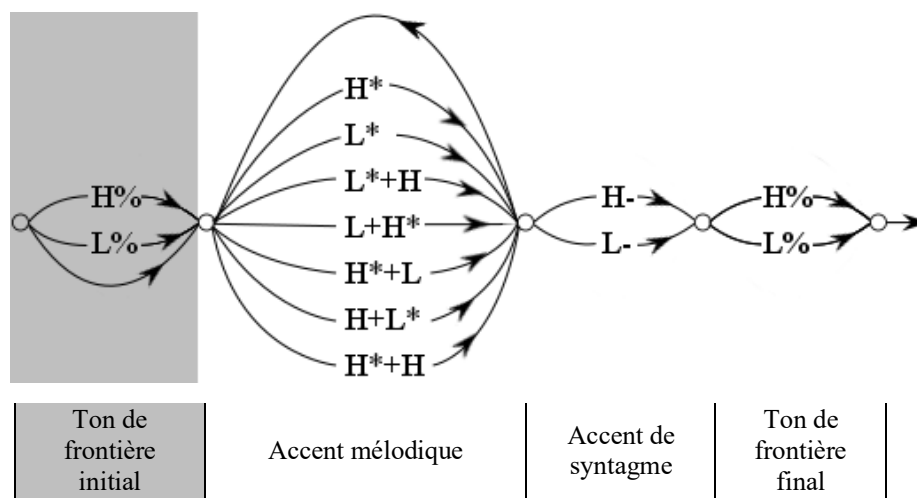 H*
L*
L*+H
H% H- H%
L+H*
L% L- L%
H*+L
H+L*
H*+H
Ton de frontière initial
Accent mélodique
Accent de syntagme
Ton de frontière final